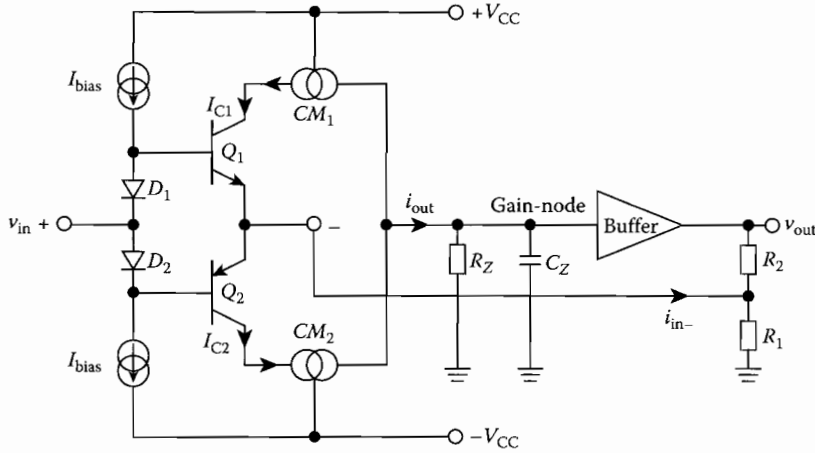 +V_CC
I_bias
I_C1
CM_1
Q_1
D_1
i_out
Gain-node
Buffer
v_out
v_in +
−
D_2
R_Z
C_Z
R_2
Q_2
i_in−
I_bias
I_C2
CM_2
R_1
−V_CC